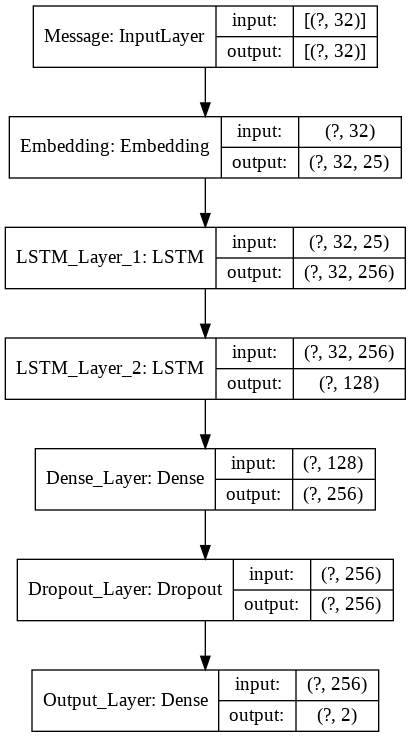 Message: InputLayer
input: [(?, 32)]
output: [(?, 32)]
Embedding: Embedding
input: (?, 32)
output: (?, 32, 25)
LSTM_Layer_1: LSTM
input: (?, 32, 25)
output: (?, 32, 256)
LSTM_Layer_2: LSTM
input: (?, 32, 256)
output: (?, 128)
Dense_Layer: Dense
input: (?, 128)
output: (?, 256)
Dropout_Layer: Dropout
input: (?, 256)
output: (?, 256)
Output_Layer: Dense
input: (?, 256)
output: (?, 2)